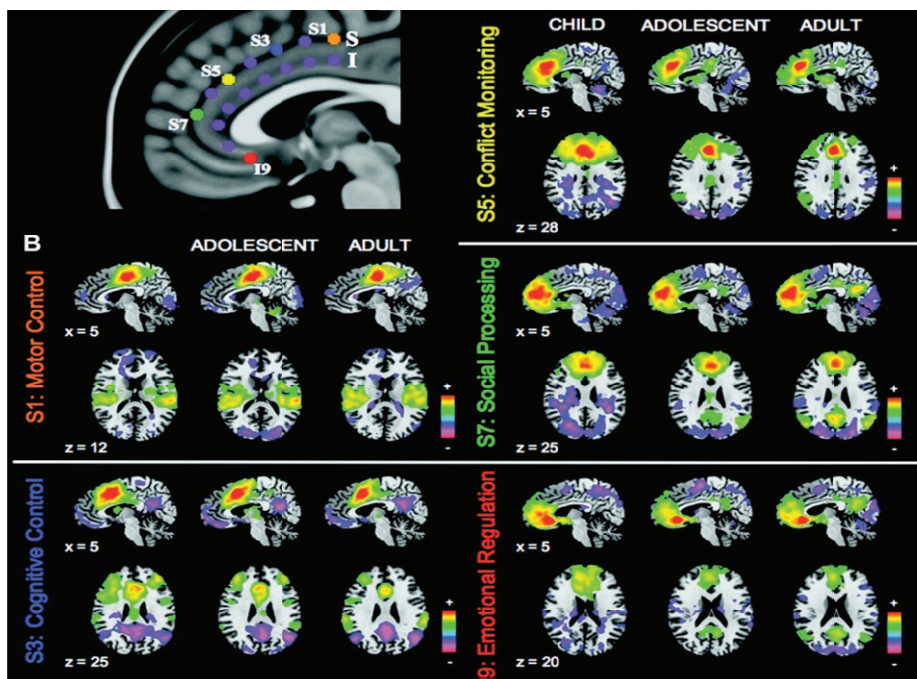 S3
S1
S
I
S5
S7
I9
CHILD
ADOLESCENT
ADULT
S5: Conflict Monitoring
x = 5
+
-
z = 28
B
ADOLESCENT
ADULT
S1: Motor Control
x = 5
+
-
z = 12
S7: Social Processing
x = 5
+
-
z = 25
S3: Cognitive Control
x = 5
+
-
z = 25
9: Emotional Regulation
x = 5
+
-
z = 20